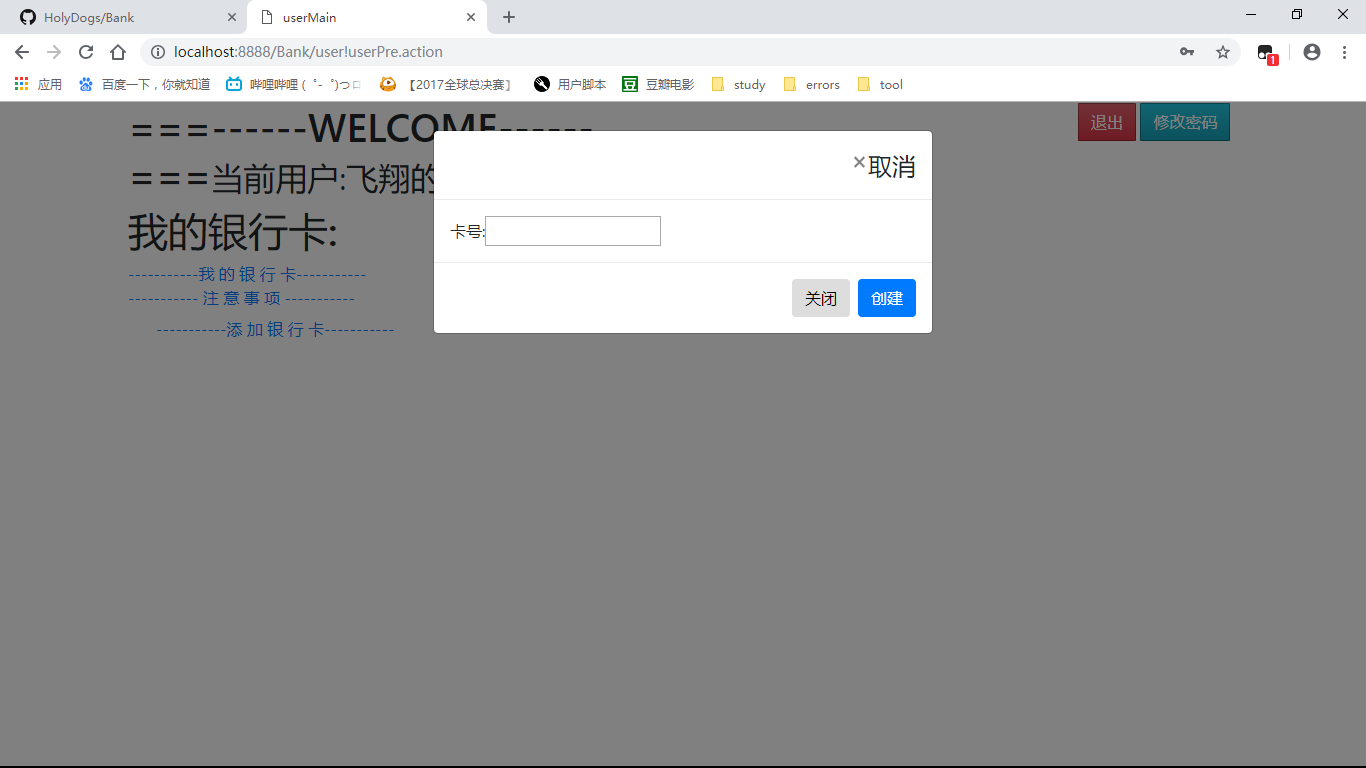 HolyDogs/Bank
userMain
localhost:8888/Bank/user!userPre.action
应用 百度一下，你就知道 哔哩哔哩 ( ゜- ゜)つロ 【2017全球总决赛】 用户脚本 豆瓣电影 study errors tool
1
===------WELCOME------
退出 修改密码
===当前用户:飞翔的
×取消
我的银行卡:
卡号:
-----------我 的 银 行 卡-----------
----------- 注 意 事 项 -----------
关闭 创建
-----------添 加 银 行 卡-----------